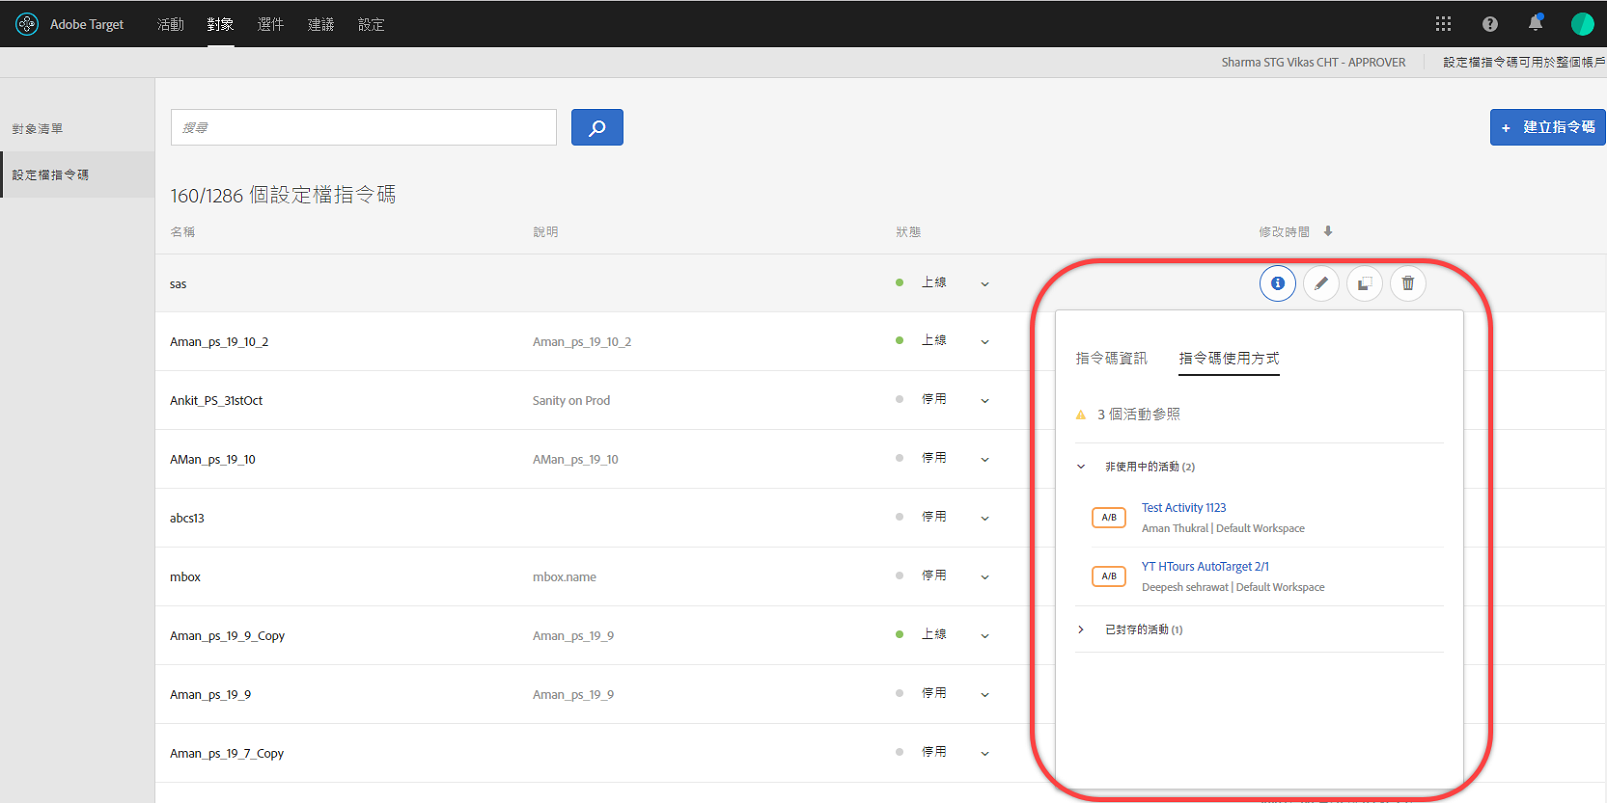 Adobe Target 活動 對象 選件 建議 設定
Sharma STG Vikas CHT - APPROVER 設定檔指令碼可用於整個帳戶
對象清單
設定檔指令碼
搜尋
+ 建立指令碼
160/1286 個設定檔指令碼
名稱 說明 狀態 修改時間
sas 上線
Aman_ps_19_10_2 Aman_ps_19_10_2 上線
Ankit_PS_31stOct Sanity on Prod 停用
AMan_ps_19_10 AMan_ps_19_10 停用
abcs13 停用
mbox mbox.name 停用
Aman_ps_19_9_Copy Aman_ps_19_9 上線
Aman_ps_19_9 Aman_ps_19_9 停用
Aman_ps_19_7_Copy 停用
指令碼資訊 指令碼使用方式
3 個活動參照
非使用中的活動 (2)
A/B Test Activity 1123
Aman Thukral | Default Workspace
A/B YT HTours AutoTarget 2/1
Deepesh sehrawat | Default Workspace
已封存的活動 (1)